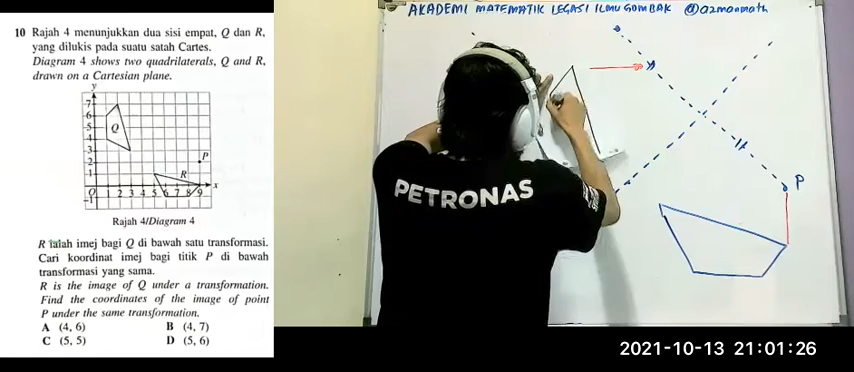 AKADEMI MATEMATIK LEGASI ILMU GOMBAK @azmanmath
10 Rajah 4 menunjukkan dua sisi empat, Q dan R,
yang dilukis pada suatu satah Cartes.
Diagram 4 shows two quadrilaterals, Q and R,
drawn on a Cartesian plane.
y
7
6
5
4
3
2
1
O
-1
1 2 3 4 5 6 7 8 9
x
Q
R
P
Rajah 4/Diagram 4
R ialah imej bagi Q di bawah satu transformasi.
Cari koordinat imej bagi titik P di bawah
transformasi yang sama.
R is the image of Q under a transformation.
Find the coordinates of the image of point
P under the same transformation.
A (4, 6) B (4, 7)
C (5, 5) D (5, 6)
P
PETRONAS
2021-10-13 21:01:26